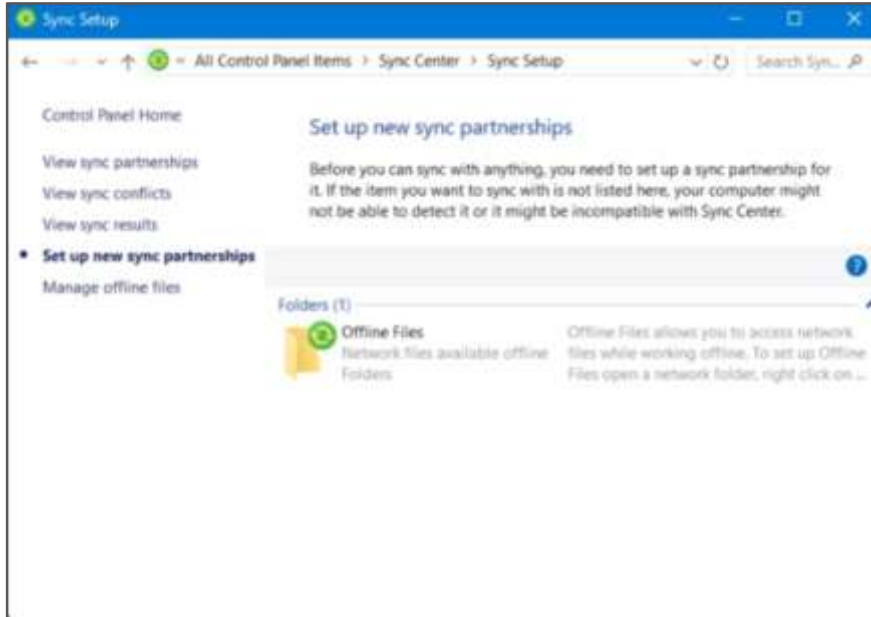 Sync Setup
« All Control Panel Items > Sync Center > Sync Setup
Search Syn...
Control Panel Home
View sync partnerships
View sync conflicts
View sync results
Set up new sync partnerships
Manage offline files
Set up new sync partnerships
Before you can sync with anything, you need to set up a sync partnership for
it. If the item you want to sync with is not listed here, your computer might
not be able to detect it or it might be incompatible with Sync Center.
?
Folders (1)
Offline Files
Network files available offline
Folders
Offline Files allows you to access network
files while working offline. To set up Offline
Files open a network folder, right click on ...